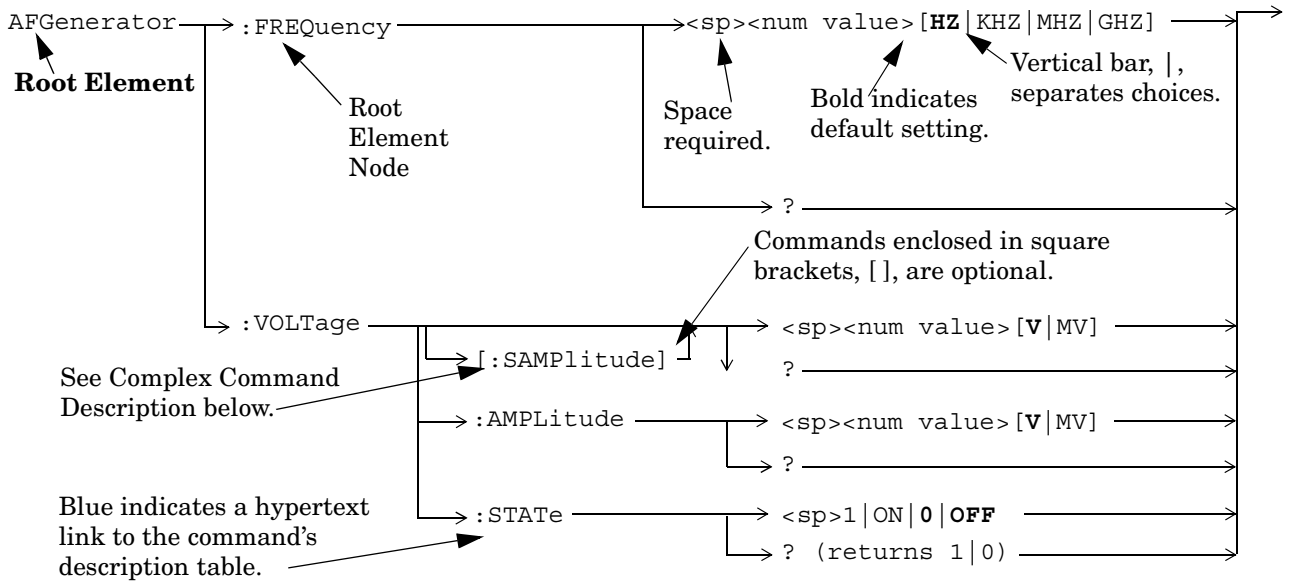 AFGenerator :FREQuency <sp><num value>[HZ|KHZ|MHZ|GHZ]
Root Element
Root
Element
Node
Space
required.
Bold indicates
default setting.
Vertical bar, |,
separates choices.
?
Commands enclosed in square
brackets, [ ], are optional.
:VOLTage <sp><num value>[V|MV]
[:SAMPlitude]
?
See Complex Command
Description below.
:AMPLitude <sp><num value>[V|MV]
?
Blue indicates a hypertext
link to the command's
description table.
:STATe <sp>1|ON|0|OFF
? (returns 1|0)